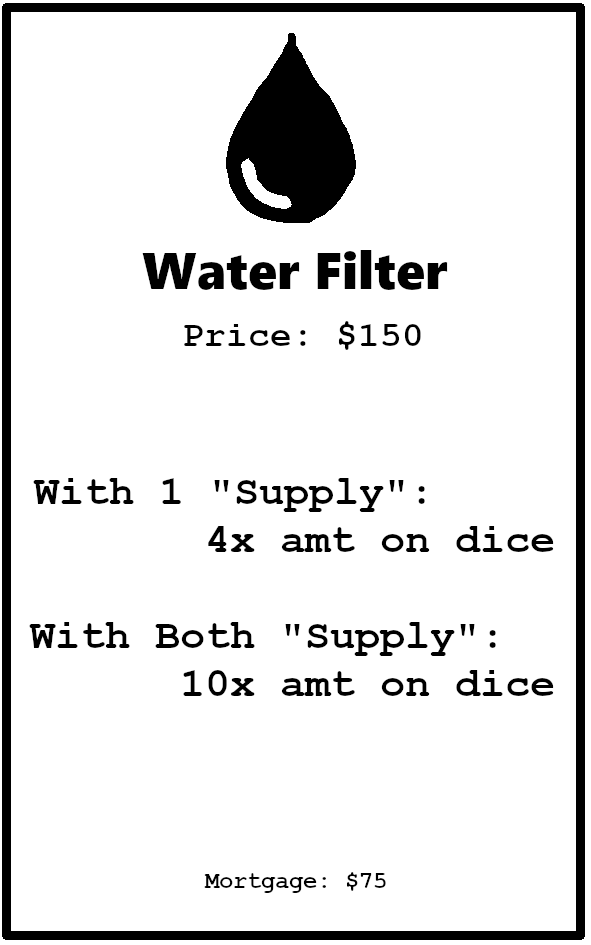 Water Filter
Price: $150
With 1 "Supply":
4x amt on dice
With Both "Supply":
10x amt on dice
Mortgage: $75